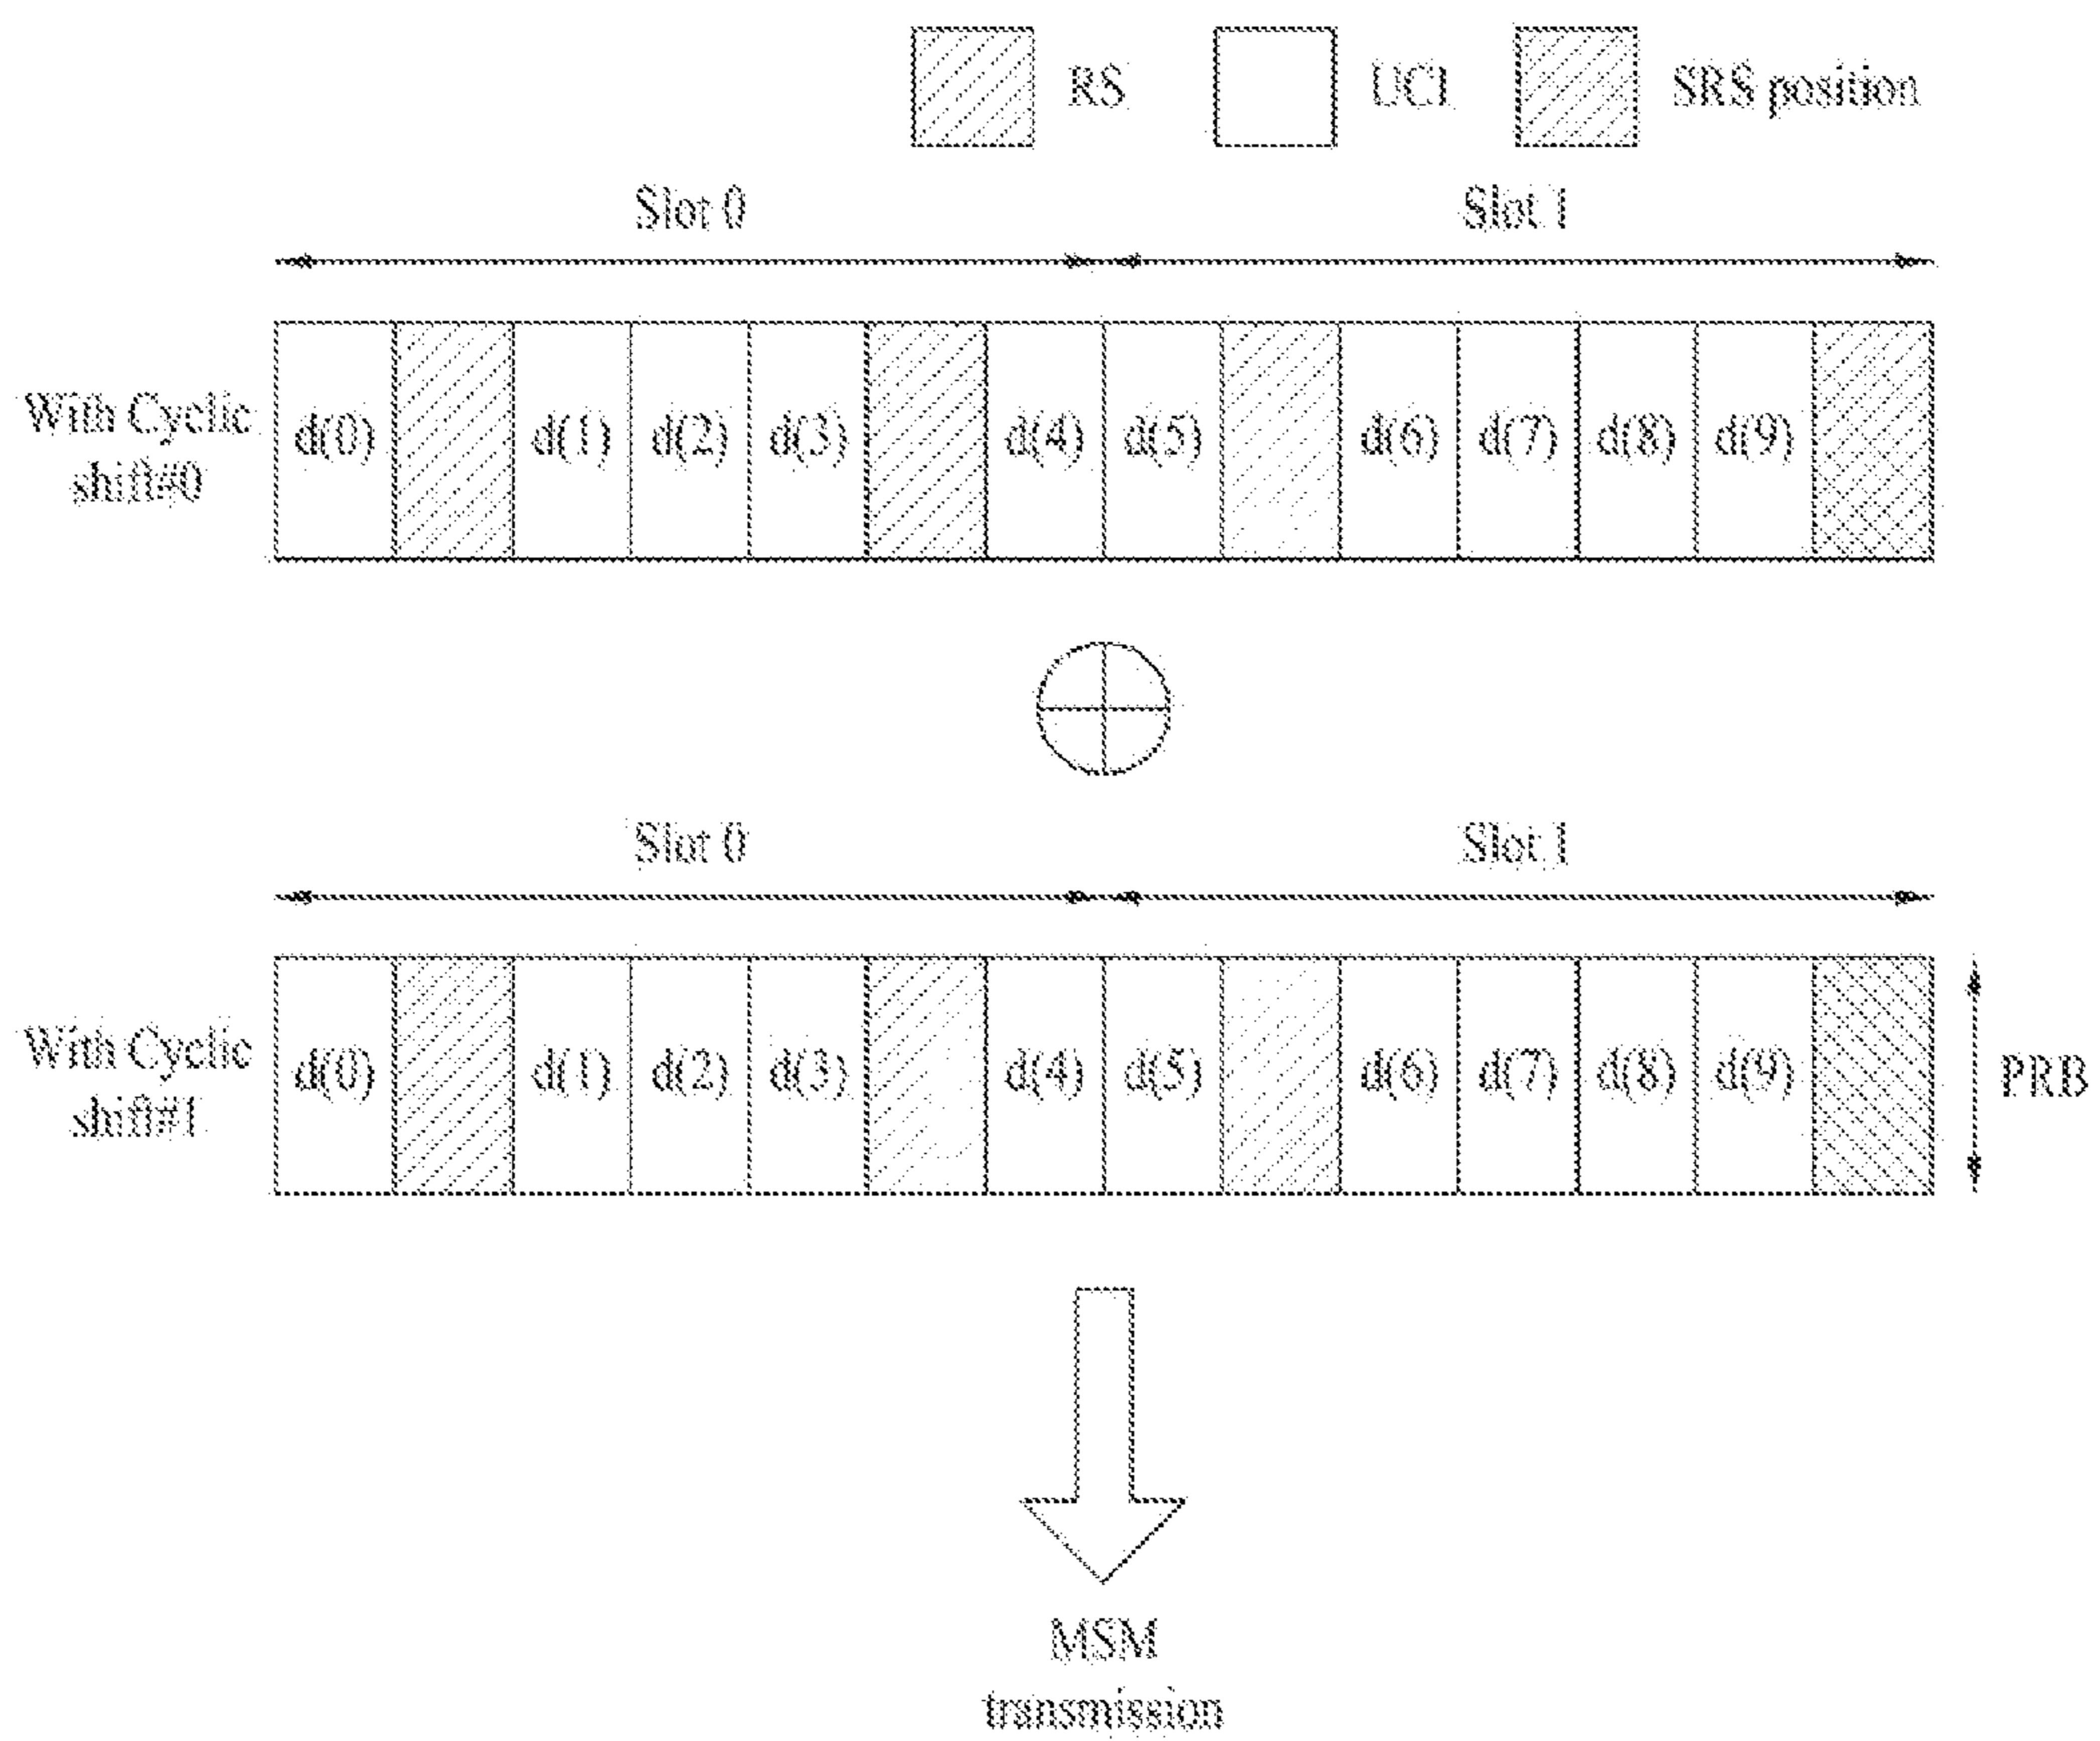 RS UCI SRS position
Slot 0 Slot 1
With Cyclic
shift#0
d(0) d(1) d(2) d(3) d(4) d(5) d(6) d(7) d(8) d(9)
Slot 0 Slot 1
With Cyclic
shift#1
d(0) d(1) d(2) d(3) d(4) d(5) d(6) d(7) d(8) d(9)
PRB
MSM
transmission